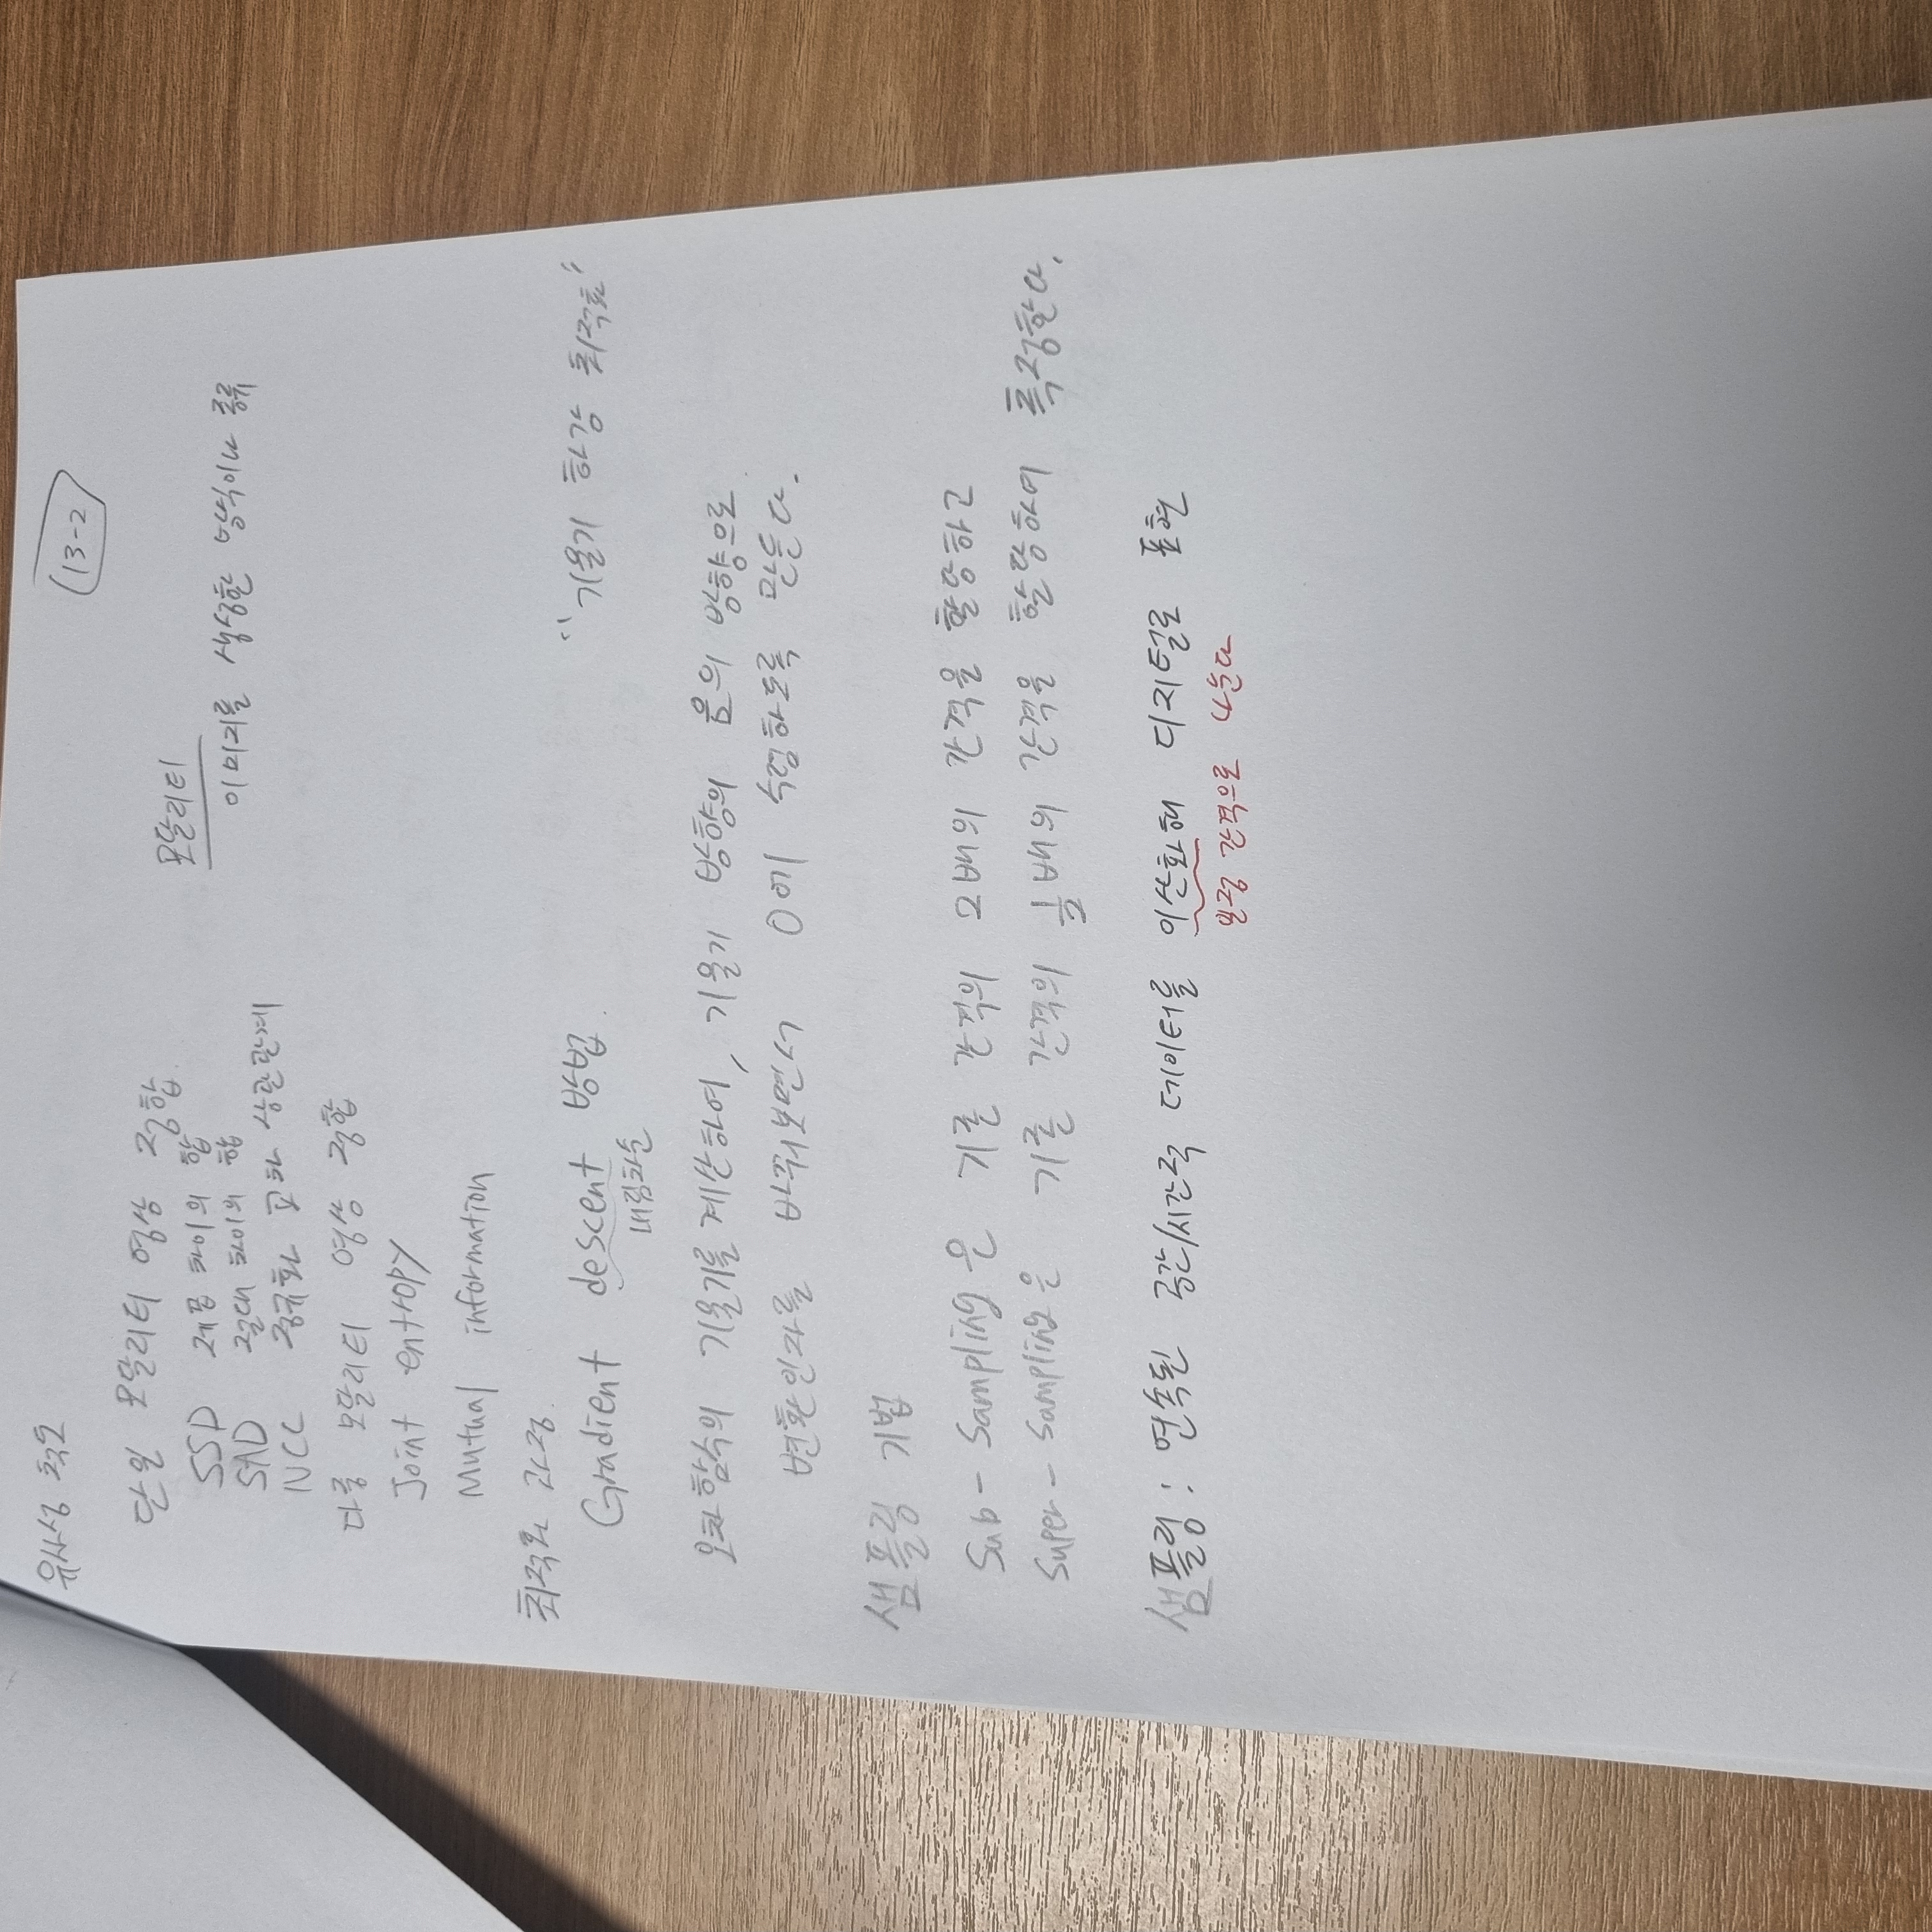 유사성 척도
13-2
단일 모달리티 영상 정합.
SSD 제곱 차이의 합
SAD 절대 차이의 합
NCC 정규화 교차 상관관계
모달리티
이미지를 생성한 방식이나 종류
다중 모달리티 영상 정합
Joint entropy
Mutual information
최적화 과정.
Gradient descent 방법.
내림차순
"기울기 하강 최적화"
오차 함수의 기울기를 계산하여, 기울기 방향의 음의 방향으로
변환인자를 바꿔보면서 0에 수렴하도록 만든다.
샘플링 기법
Sub-Sampling은 기존 간격의 2배의 간격을 할당하고
Super-Sampling은 기존 간격의 1/2배의 간격을 할당하여 특정한다.
샘플링 : 연속된 공간/시간적 데이터를 이산화해 디지털로 표현
일정 간격으로 나눈다